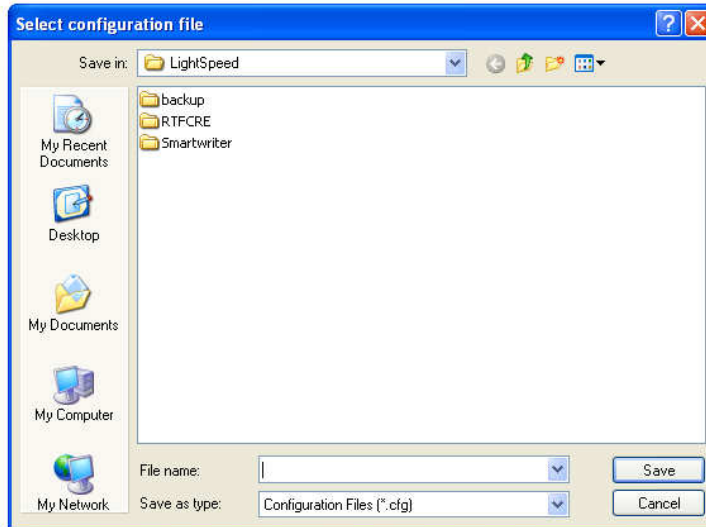 Select configuration file
Save in:
LightSpeed
My Recent
Documents
Desktop
My Documents
My Computer
My Network
backup
RTFCRE
Smartwriter
File name:
Save
Save as type:
Configuration Files (*.cfg)
Cancel